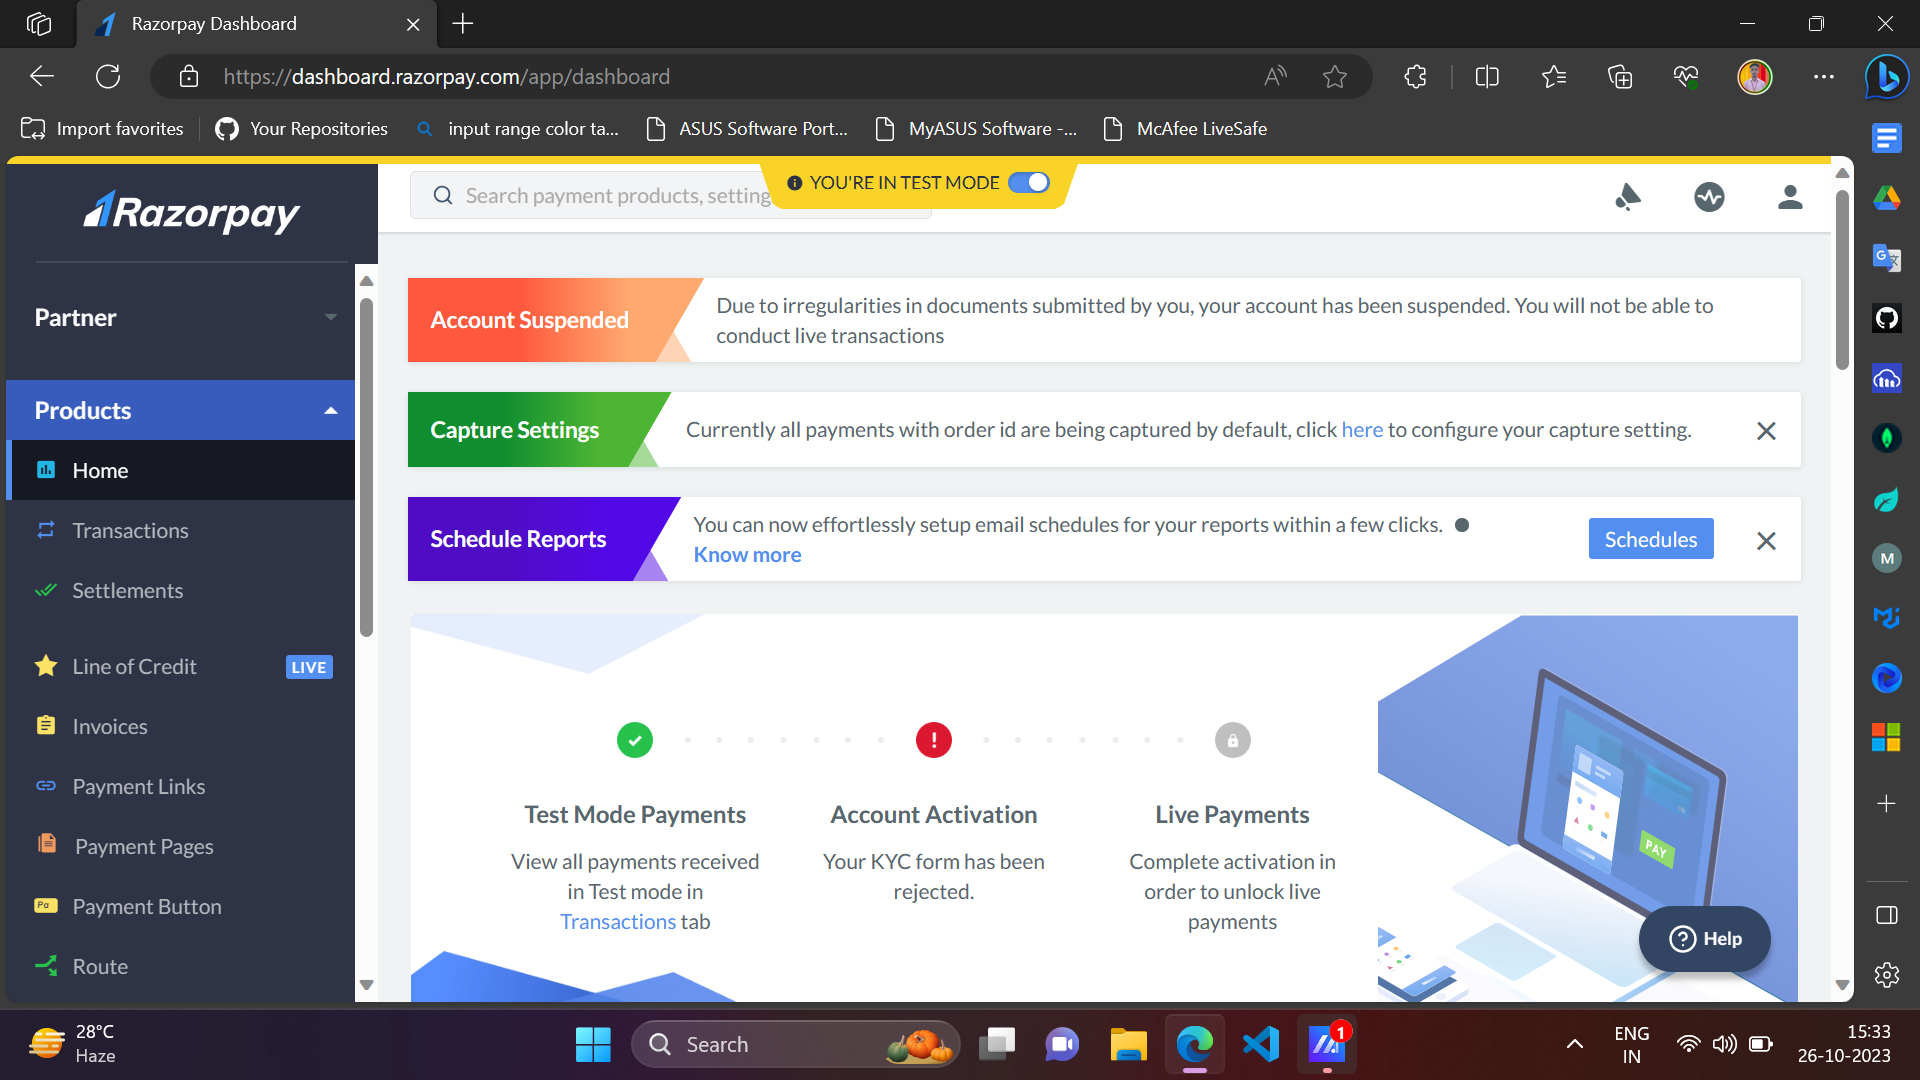 Razorpay Dashboard
https://dashboard.razorpay.com/app/dashboard
Import favorites
Your Repositories
input range color ta...
ASUS Software Port...
MyASUS Software -...
McAfee LiveSafe
Razorpay
Search payment products, setting
YOU'RE IN TEST MODE
Partner
Products
Home
Transactions
Settlements
Line of Credit LIVE
Invoices
Payment Links
Payment Pages
Payment Button
Route
Account Suspended
Due to irregularities in documents submitted by you, your account has been suspended. You will not be able to
conduct live transactions
Capture Settings
Currently all payments with order id are being captured by default, click here to configure your capture setting.
Schedule Reports
You can now effortlessly setup email schedules for your reports within a few clicks.
Know more
Schedules
Test Mode Payments
View all payments received
in Test mode in
Transactions tab
Account Activation
Your KYC form has been
rejected.
Live Payments
Complete activation in
order to unlock live
payments
PAY
Help
M
28°C
Haze
Search
1
ENG
IN
15:33
26-10-2023